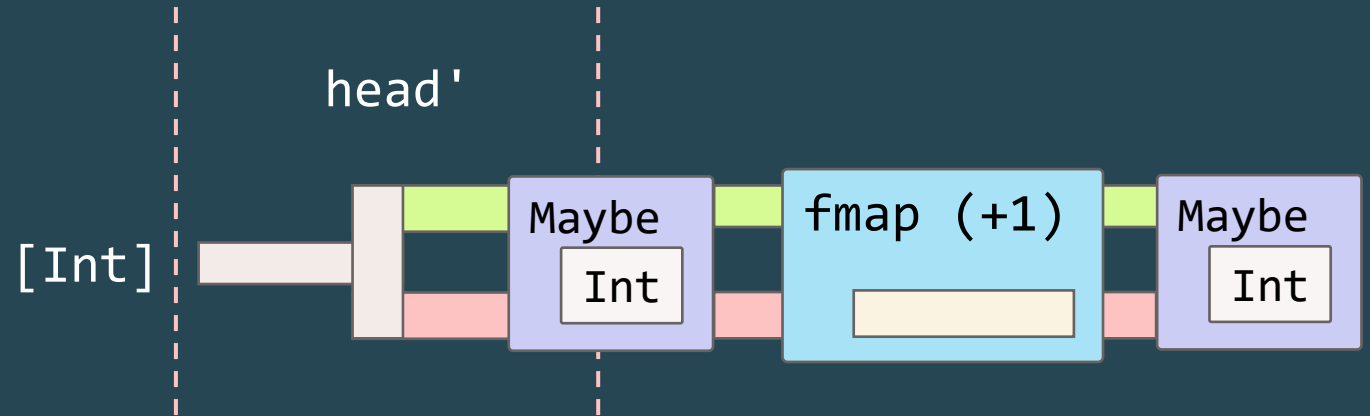 head'
[Int]
Maybe
Int
fmap (+1)
Maybe
Int